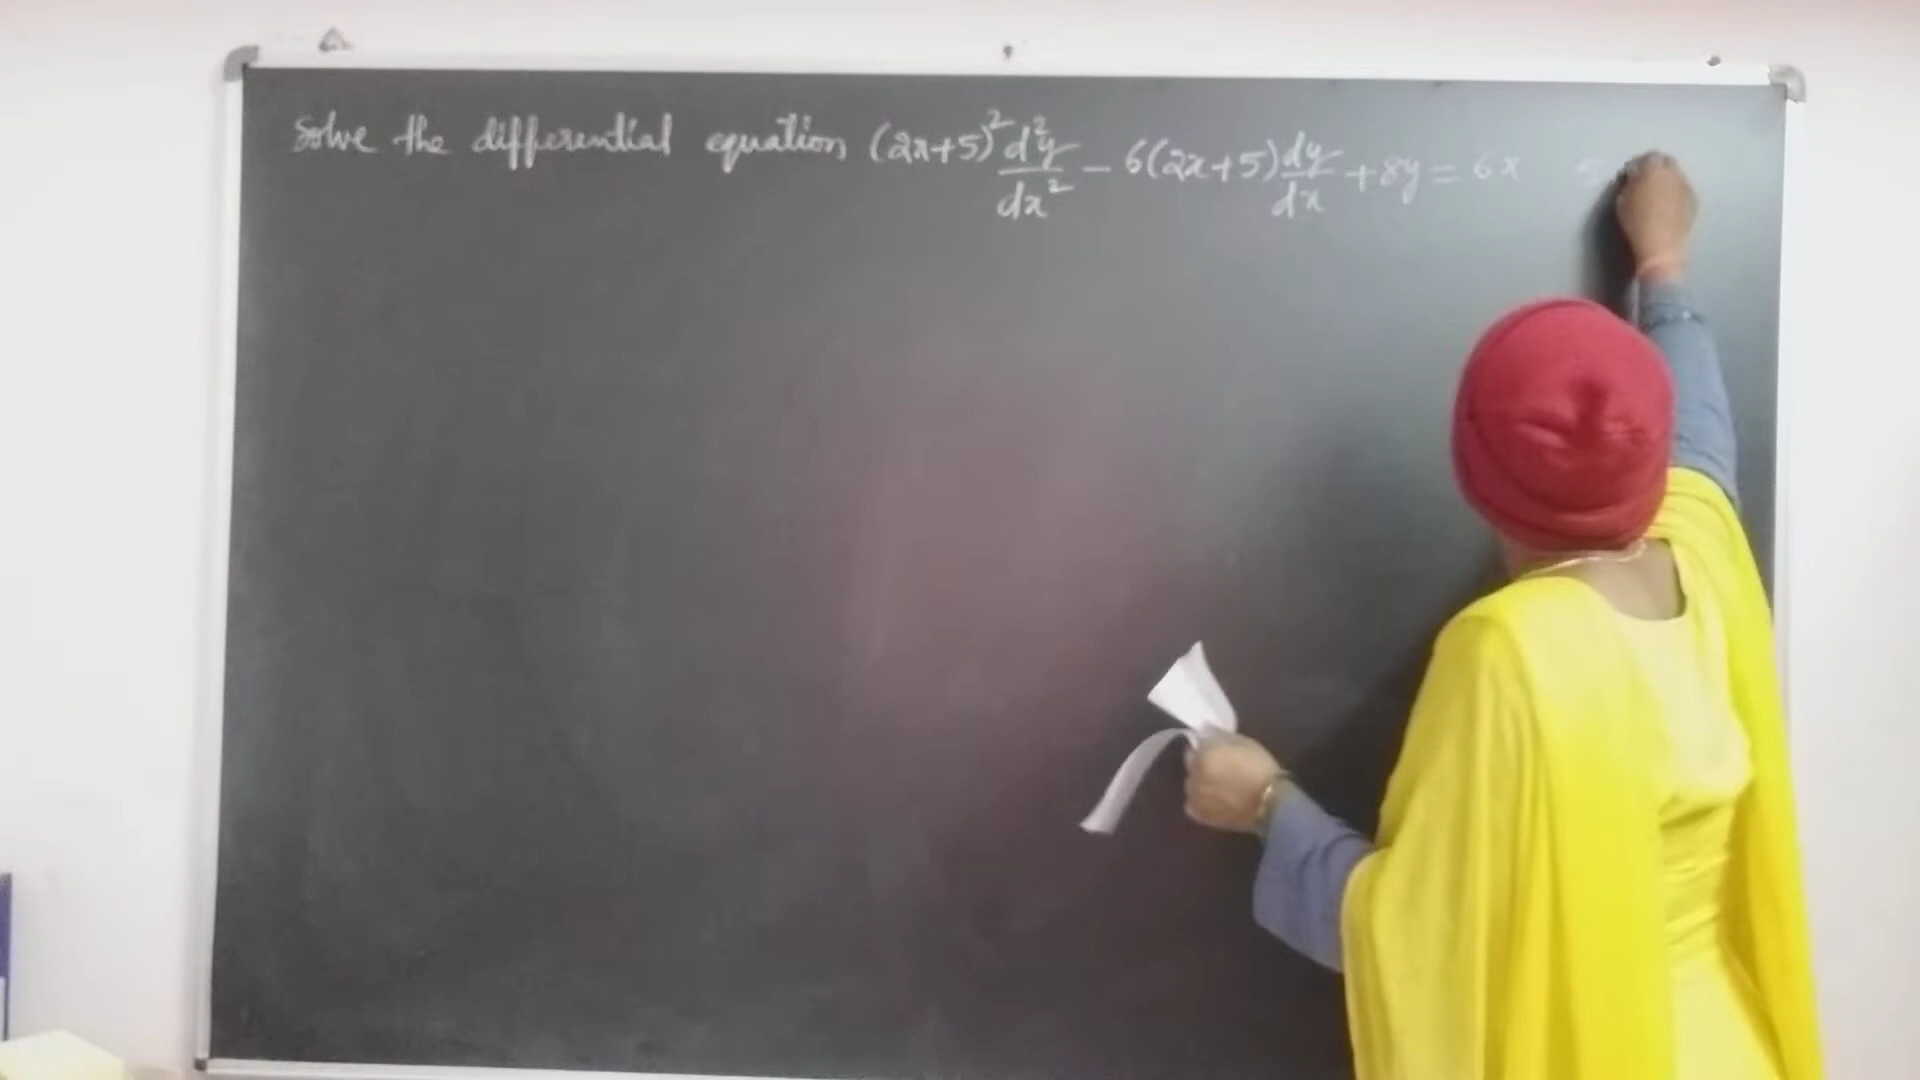 Solve the differential equation (2x+5)² d²y/dx² - 6(2x+5) dy/dx + 8y = 6x